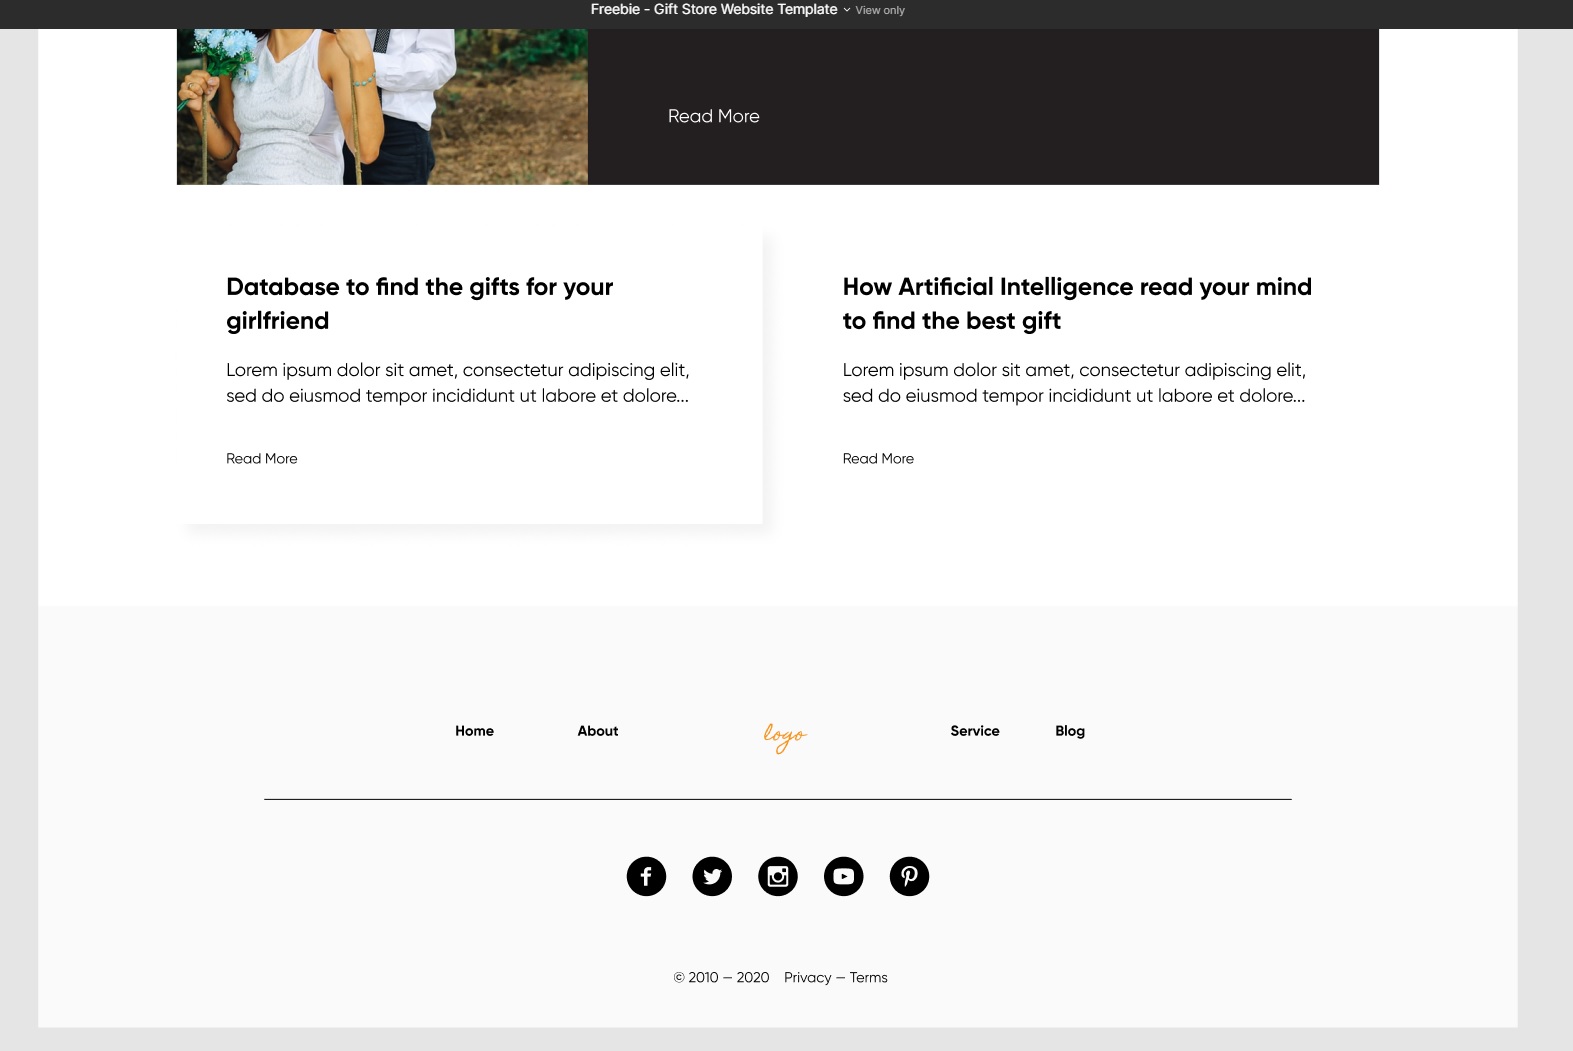 Freebie - Gift Store Website Template View only
Read More
Database to find the gifts for your
girlfriend
Lorem ipsum dolor sit amet, consectetur adipiscing elit,
sed do eiusmod tempor incididunt ut labore et dolore...
Read More
How Artificial Intelligence read your mind
to find the best gift
Lorem ipsum dolor sit amet, consectetur adipiscing elit,
sed do eiusmod tempor incididunt ut labore et dolore...
Read More
Home About logo Service Blog
© 2010 — 2020 Privacy — Terms